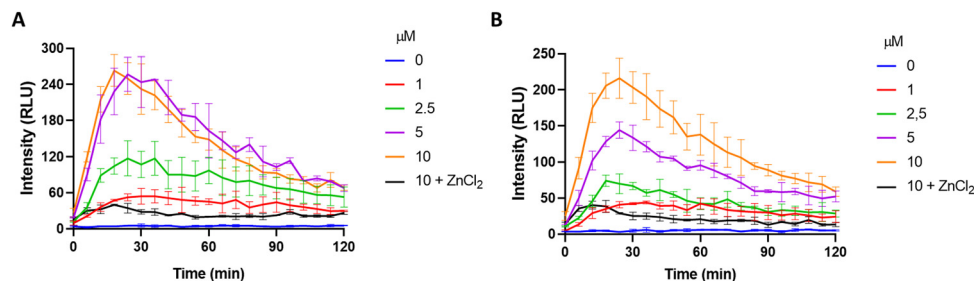 A
Intensity (RLU)
300
240
180
120
60
0
0 30 60 90 120
Time (min)
μM
0
1
2.5
5
10
10 + ZnCl₂
B
Intensity (RLU)
250
200
150
100
50
0
0 30 60 90 120
Time (min)
μM
0
1
2,5
5
10
10 + ZnCl₂